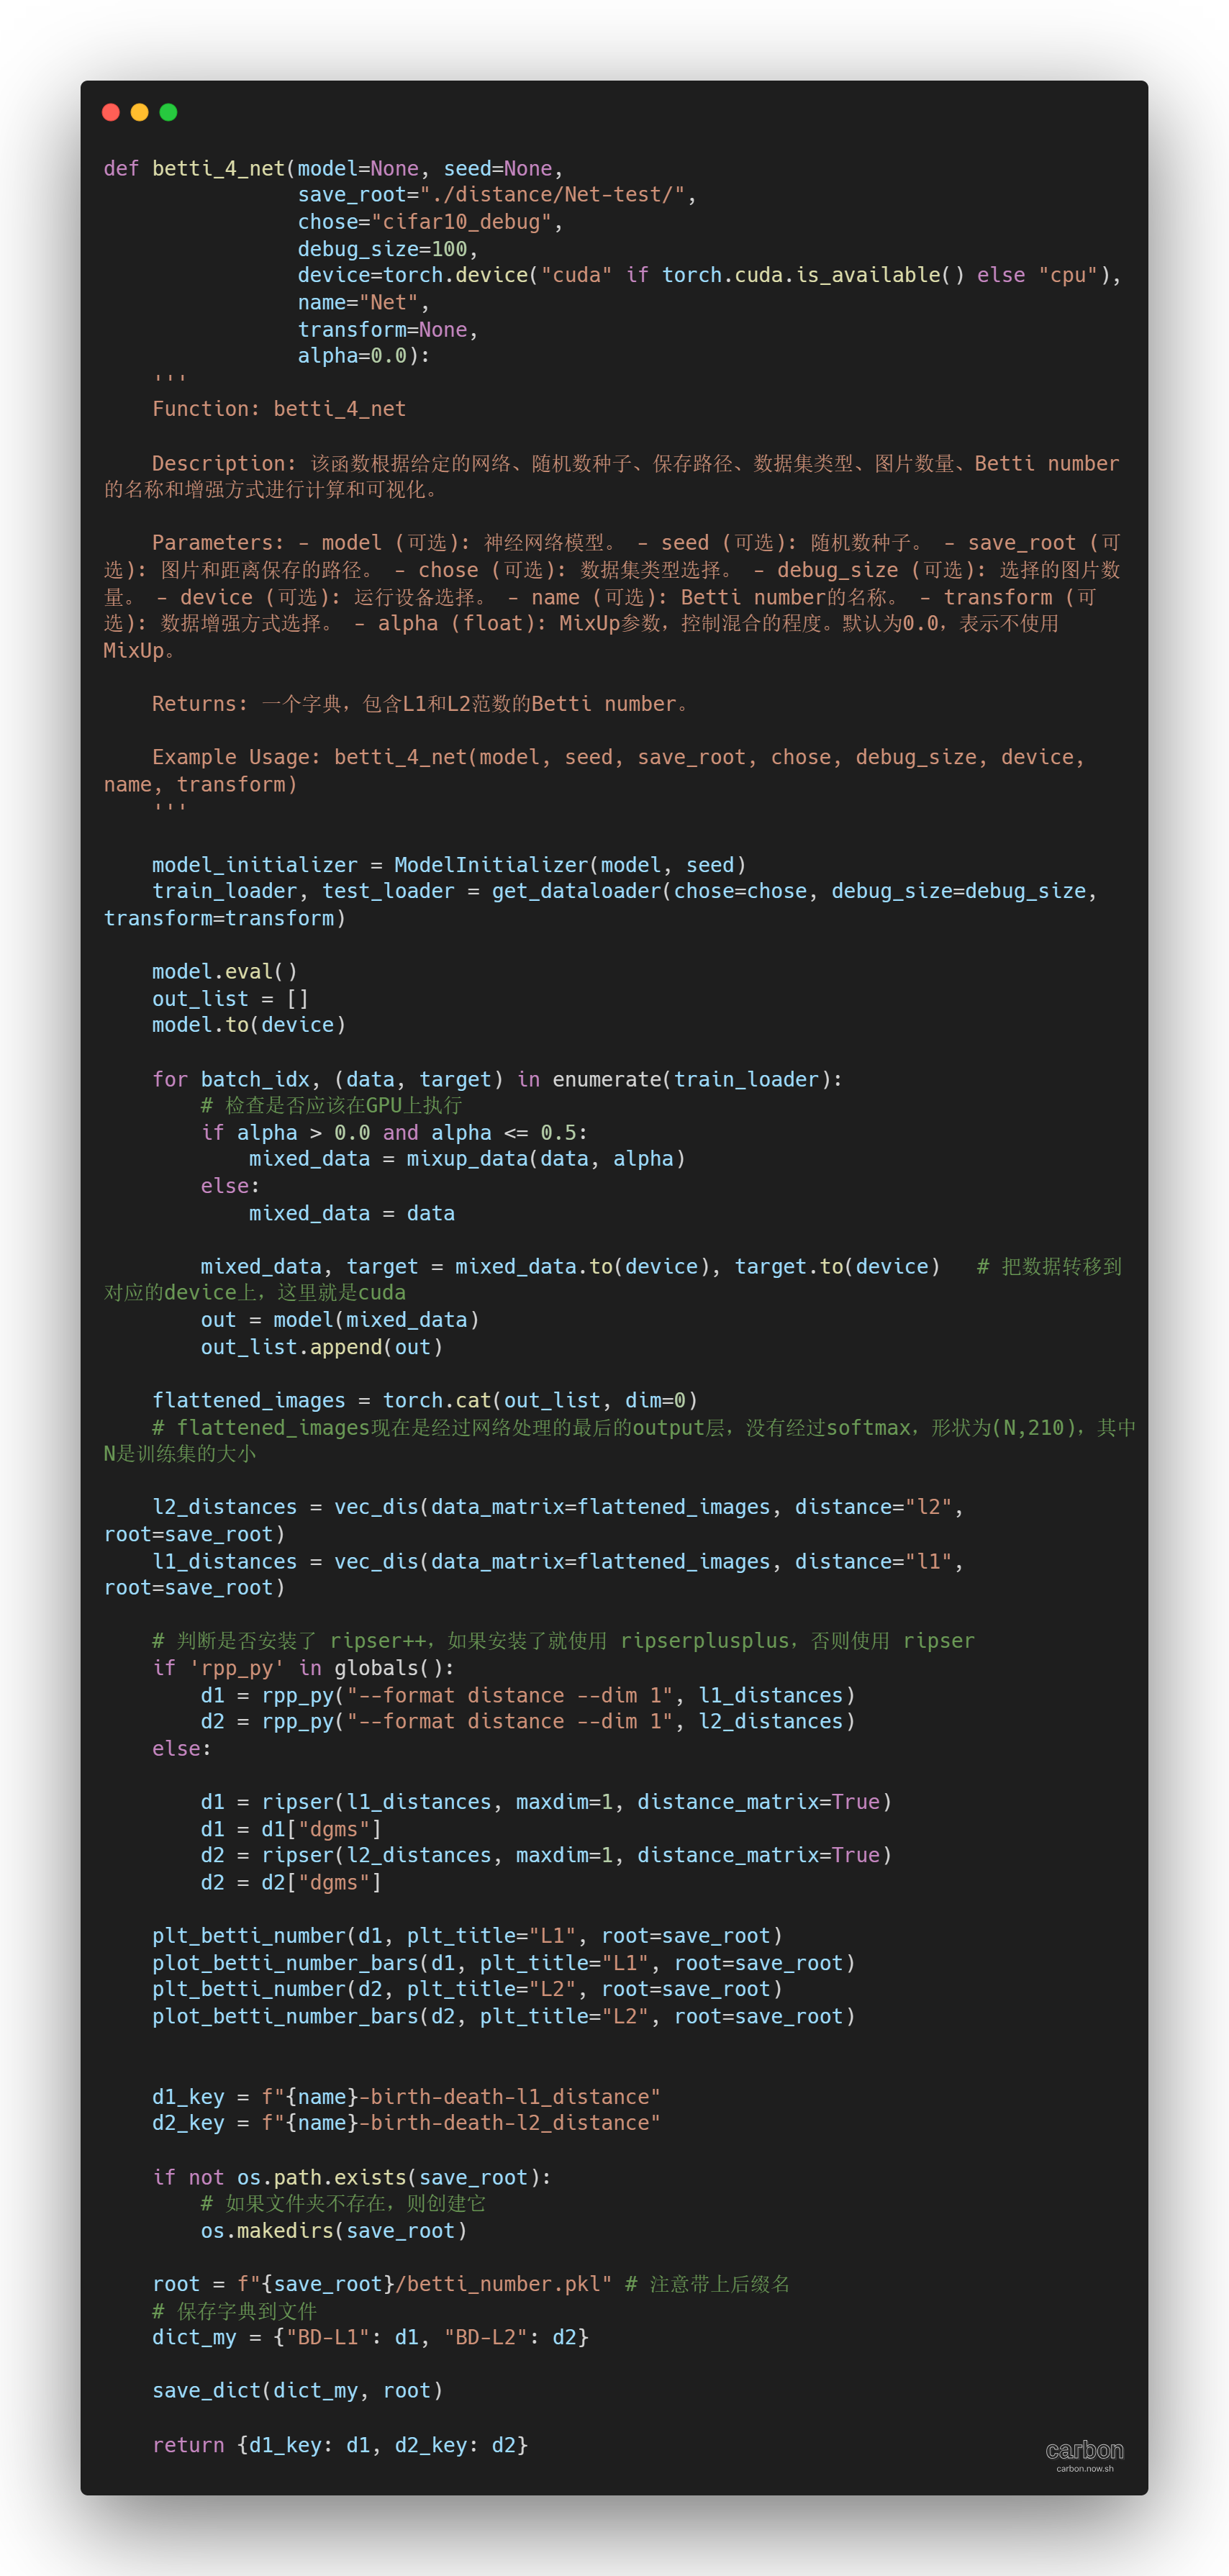 def betti_4_net(model=None, seed=None,
                save_root="./distance/Net-test/",
                chose="cifar10_debug",
                debug_size=100,
                device=torch.device("cuda" if torch.cuda.is_available() else "cpu"),
                name="Net",
                transform=None,
                alpha=0.0):
    '''
    Function: betti_4_net

    Description: 该函数根据给定的网络、随机数种子、保存路径、数据集类型、图片数量、Betti number
的名称和增强方式进行计算和可视化。

    Parameters: - model (可选): 神经网络模型。 - seed (可选): 随机数种子。 - save_root (可
选): 图片和距离保存的路径。 - chose (可选): 数据集类型选择。 - debug_size (可选): 选择的图片数
量。 - device (可选): 运行设备选择。 - name (可选): Betti number的名称。 - transform (可
选): 数据增强方式选择。 - alpha (float): MixUp参数，控制混合的程度。默认为0.0，表示不使用
MixUp。

    Returns: 一个字典，包含L1和L2范数的Betti number。

    Example Usage: betti_4_net(model, seed, save_root, chose, debug_size, device,
name, transform)
    '''

    model_initializer = ModelInitializer(model, seed)
    train_loader, test_loader = get_dataloader(chose=chose, debug_size=debug_size,
transform=transform)

    model.eval()
    out_list = []
    model.to(device)

    for batch_idx, (data, target) in enumerate(train_loader):
        # 检查是否应该在GPU上执行
        if alpha > 0.0 and alpha <= 0.5:
            mixed_data = mixup_data(data, alpha)
        else:
            mixed_data = data

        mixed_data, target = mixed_data.to(device), target.to(device)   # 把数据转移到
对应的device上，这里就是cuda
        out = model(mixed_data)
        out_list.append(out)

    flattened_images = torch.cat(out_list, dim=0)
    # flattened_images现在是经过网络处理的最后的output层，没有经过softmax，形状为(N,210)，其中
N是训练集的大小

    l2_distances = vec_dis(data_matrix=flattened_images, distance="l2",
root=save_root)
    l1_distances = vec_dis(data_matrix=flattened_images, distance="l1",
root=save_root)

    # 判断是否安装了 ripser++，如果安装了就使用 ripserplusplus，否则使用 ripser
    if 'rpp_py' in globals():
        d1 = rpp_py("--format distance --dim 1", l1_distances)
        d2 = rpp_py("--format distance --dim 1", l2_distances)
    else:

        d1 = ripser(l1_distances, maxdim=1, distance_matrix=True)
        d1 = d1["dgms"]
        d2 = ripser(l2_distances, maxdim=1, distance_matrix=True)
        d2 = d2["dgms"]

    plt_betti_number(d1, plt_title="L1", root=save_root)
    plot_betti_number_bars(d1, plt_title="L1", root=save_root)
    plt_betti_number(d2, plt_title="L2", root=save_root)
    plot_betti_number_bars(d2, plt_title="L2", root=save_root)


    d1_key = f"{name}-birth-death-l1_distance"
    d2_key = f"{name}-birth-death-l2_distance"

    if not os.path.exists(save_root):
        # 如果文件夹不存在，则创建它
        os.makedirs(save_root)

    root = f"{save_root}/betti_number.pkl" # 注意带上后缀名
    # 保存字典到文件
    dict_my = {"BD-L1": d1, "BD-L2": d2}

    save_dict(dict_my, root)

    return {d1_key: d1, d2_key: d2}
carbon
carbon.now.sh